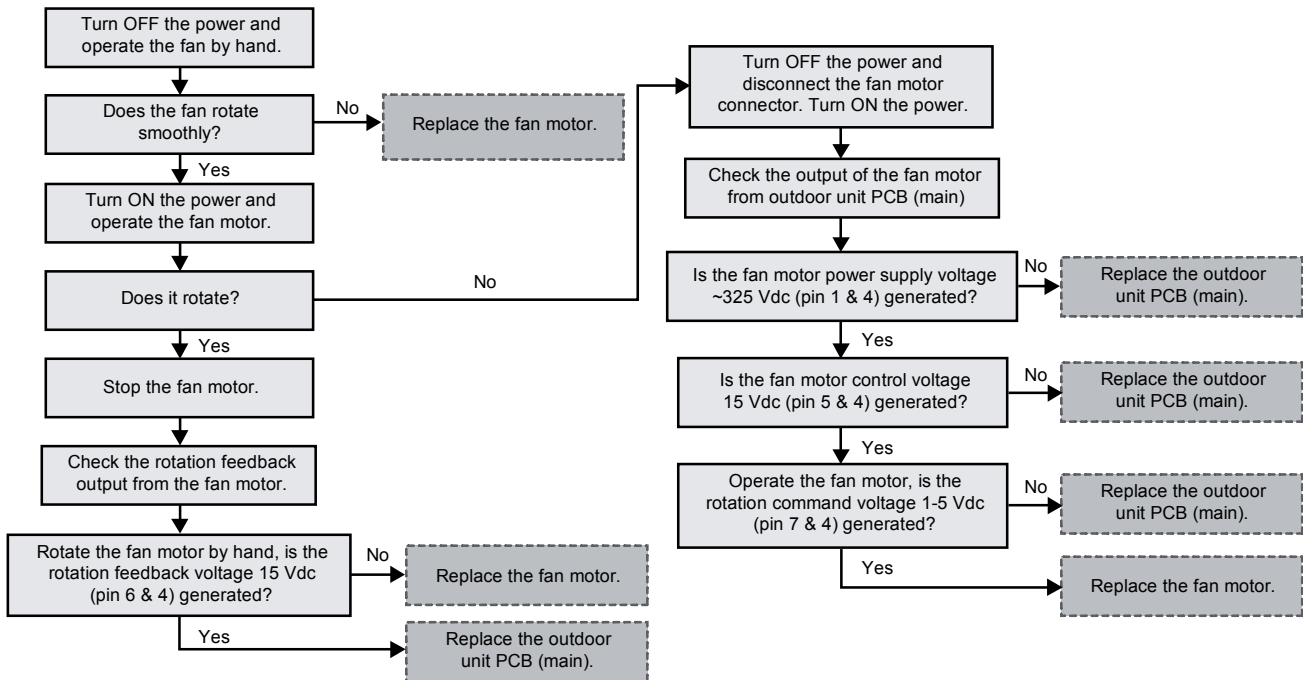 Turn OFF the power and
operate the fan by hand.
Does the fan rotate
smoothly?
No
Replace the fan motor.
Yes
Turn ON the power and
operate the fan motor.
Does it rotate?
No
Yes
Stop the fan motor.
Check the rotation feedback
output from the fan motor.
Rotate the fan motor by hand, is the
rotation feedback voltage 15 Vdc
(pin 6 & 4) generated?
No
Replace the fan motor.
Yes
Replace the outdoor
unit PCB (main).
Turn OFF the power and
disconnect the fan motor
connector. Turn ON the power.
Check the output of the fan motor
from outdoor unit PCB (main)
Is the fan motor power supply voltage
~325 Vdc (pin 1 & 4) generated?
No
Replace the outdoor
unit PCB (main).
Yes
Is the fan motor control voltage
15 Vdc (pin 5 & 4) generated?
No
Replace the outdoor
unit PCB (main).
Yes
Operate the fan motor, is the
rotation command voltage 1-5 Vdc
(pin 7 & 4) generated?
No
Replace the outdoor
unit PCB (main).
Yes
Replace the fan motor.